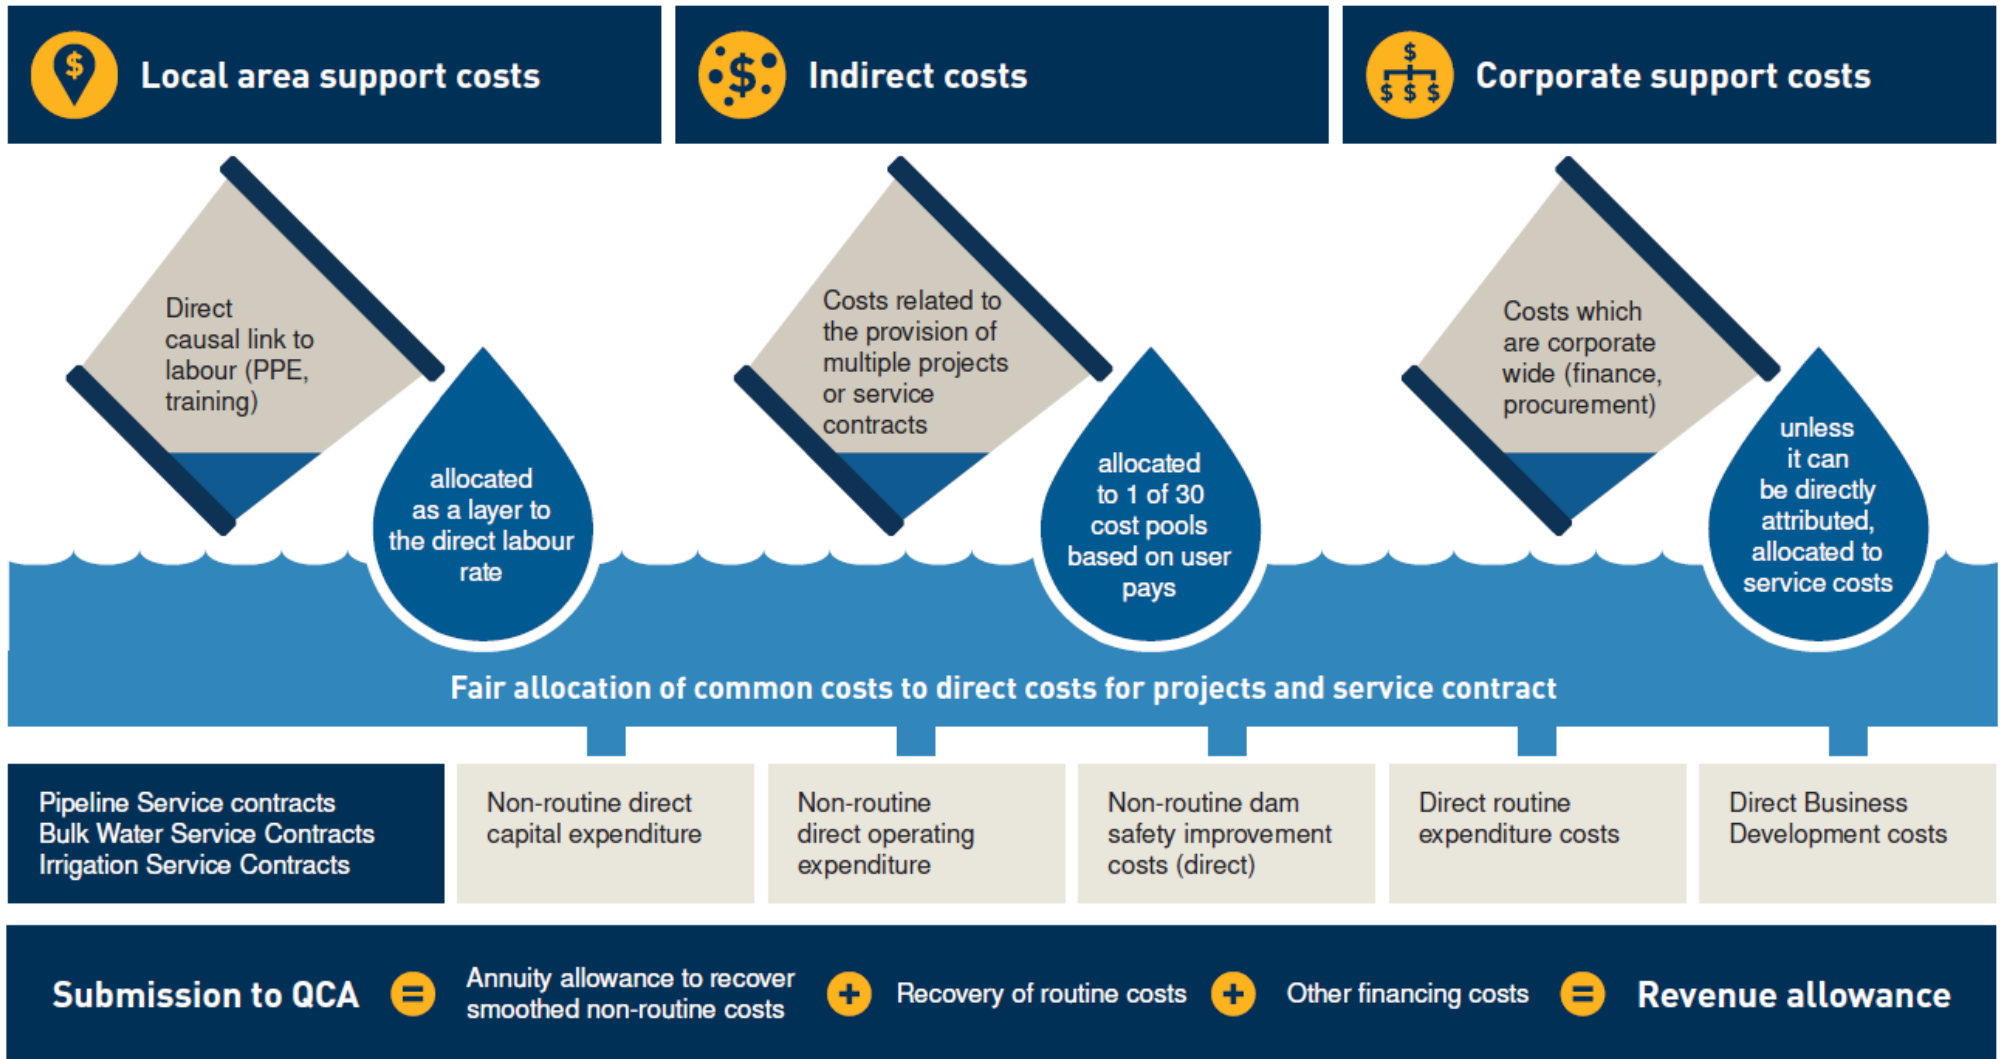 Local area support costs
Indirect costs
Corporate support costs
Direct
causal link to
labour (PPE,
training)
allocated
as a layer to
the direct labour
rate
Costs related to
the provision of
multiple projects
or service
contracts
allocated
to 1 of 30
cost pools
based on user
pays
Costs which
are corporate
wide (finance,
procurement)
unless
it can
be directly
attributed,
allocated to
service costs
Fair allocation of common costs to direct costs for projects and service contract
Pipeline Service contracts
Bulk Water Service Contracts
Irrigation Service Contracts
Non-routine direct
capital expenditure
Non-routine
direct operating
expenditure
Non-routine dam
safety improvement
costs (direct)
Direct routine
expenditure costs
Direct Business
Development costs
Submission to QCA = Annuity allowance to recover
smoothed non-routine costs + Recovery of routine costs + Other financing costs = Revenue allowance